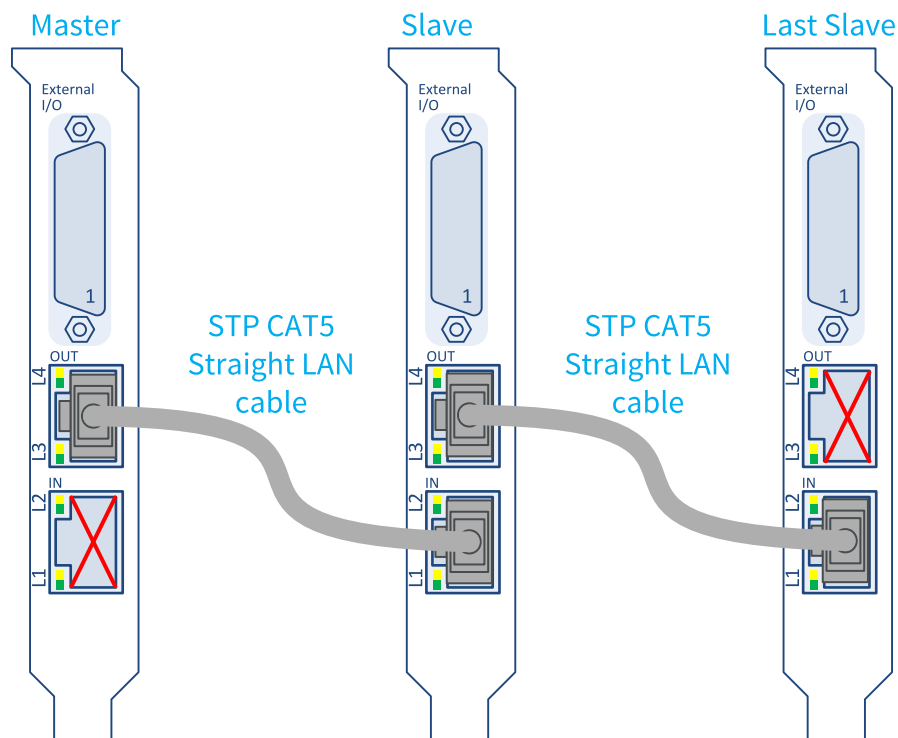 Master
Slave
Last Slave
External
I/O
External
I/O
External
I/O
1
1
1
STP CAT5
Straight LAN
cable
STP CAT5
Straight LAN
cable
OUT
L4
L3
IN
L2
L1
OUT
L4
L3
IN
L2
L1
OUT
L4
L3
IN
L2
L1